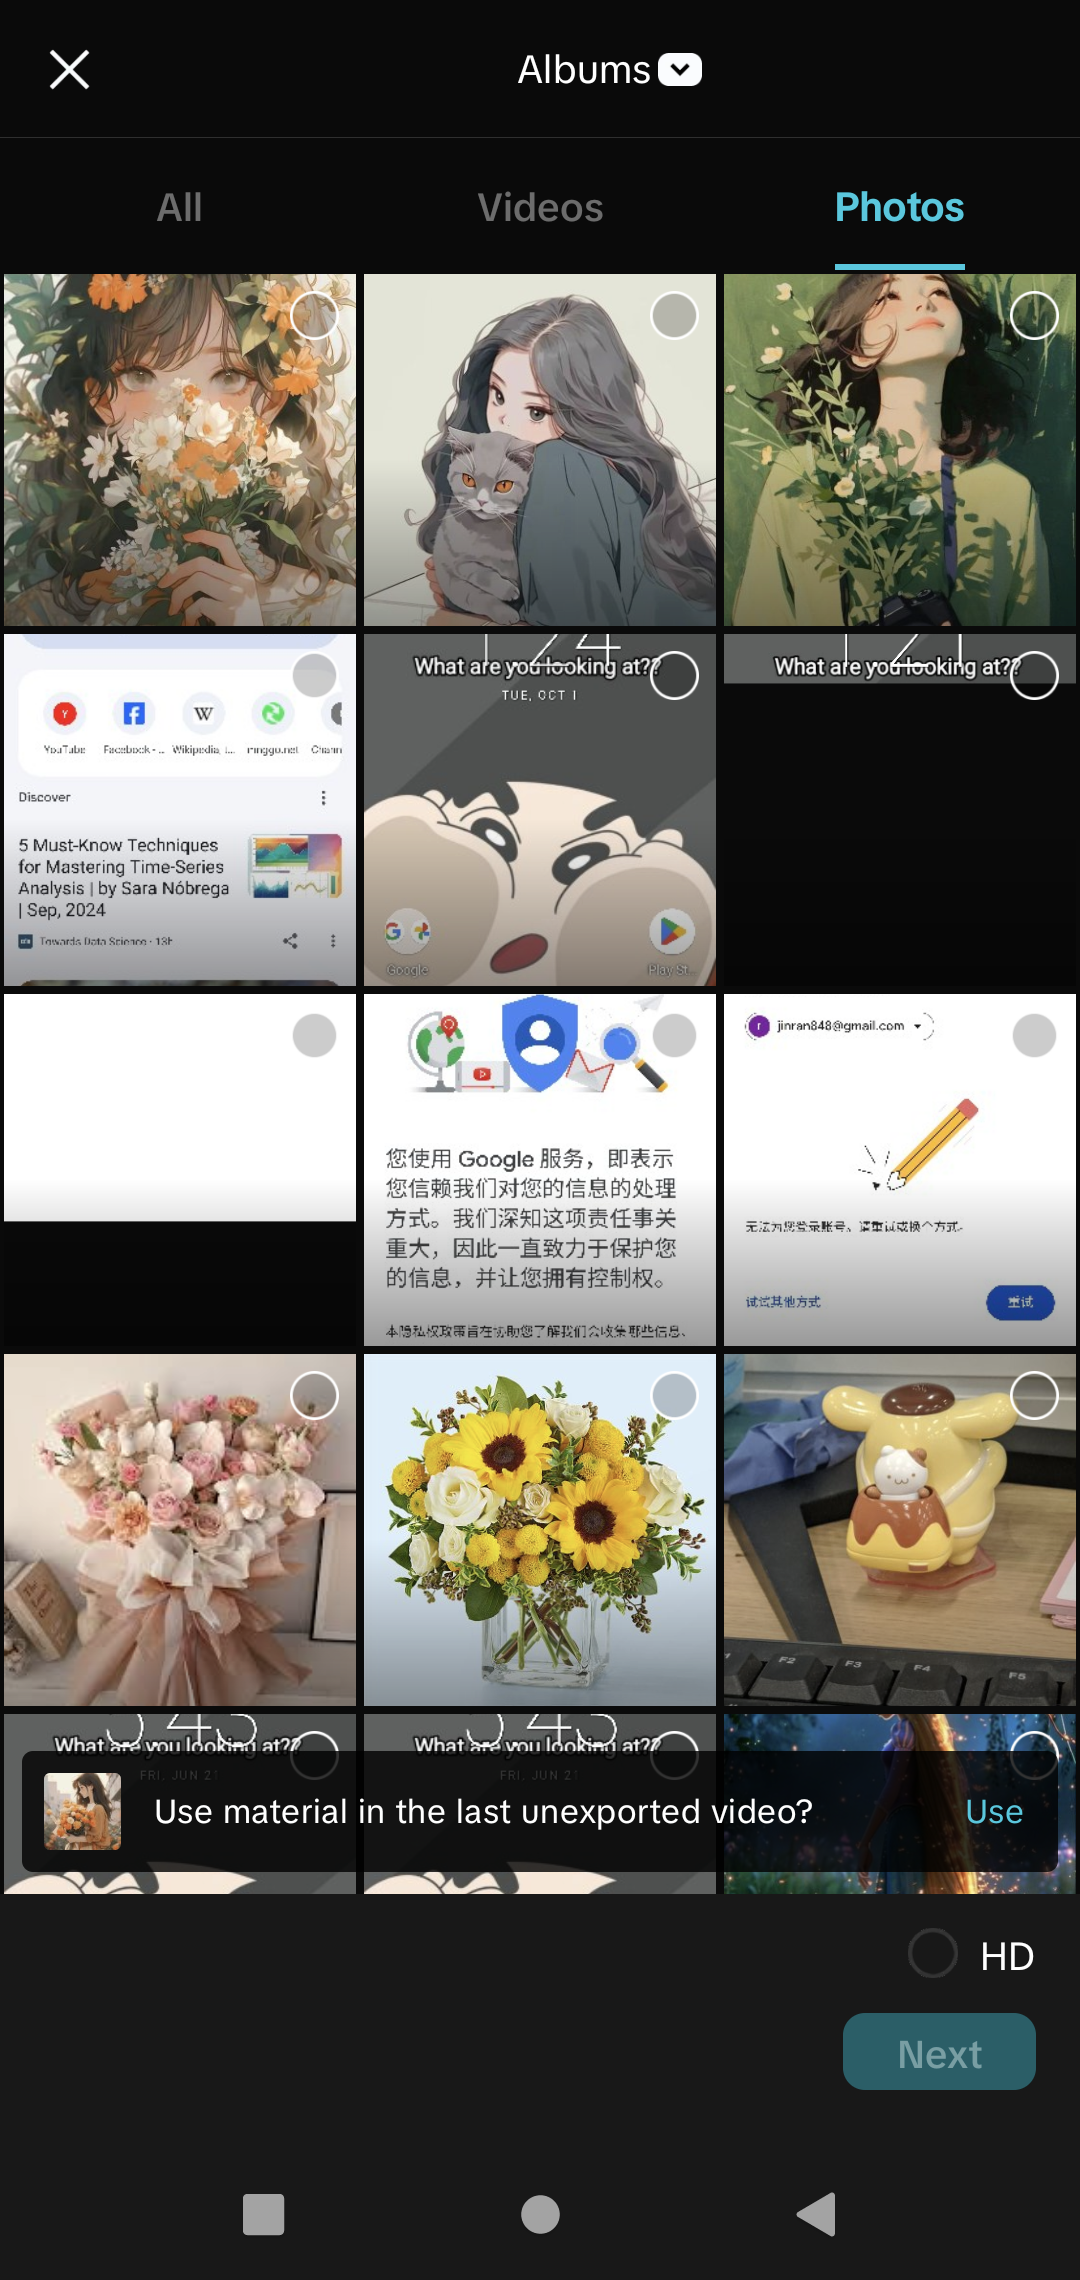 Albums
All
Videos
Photos
YouTube
Facebook - ...
Wikipedia, t...
Discover
5 Must-Know Techniques
for Mastering Time-Series
Analysis | by Sara Nóbrega
| Sep, 2024
Towards Data Science · 13h
What are you looking at??
TUE, OCT 1
Google
Play St...
What are you looking at??
您使用 Google 服务，即表示
您信赖我们对您的信息的处理
方式。我们深知这项责任事关
重大，因此一直致力于保护您
的信息，并让您拥有控制权。
本隐私权政策旨在协助您了解我们会收集哪些信息、
jinran848@gmail.com
无法为您登录账号。请重试或换个方式。
试试其他方式
重试
F2
F3
F4
F5
What are you looking at??
FRI, JUN 2
What are you looking at??
FRI, JUN 2
Use material in the last unexported video?
Use
HD
Next